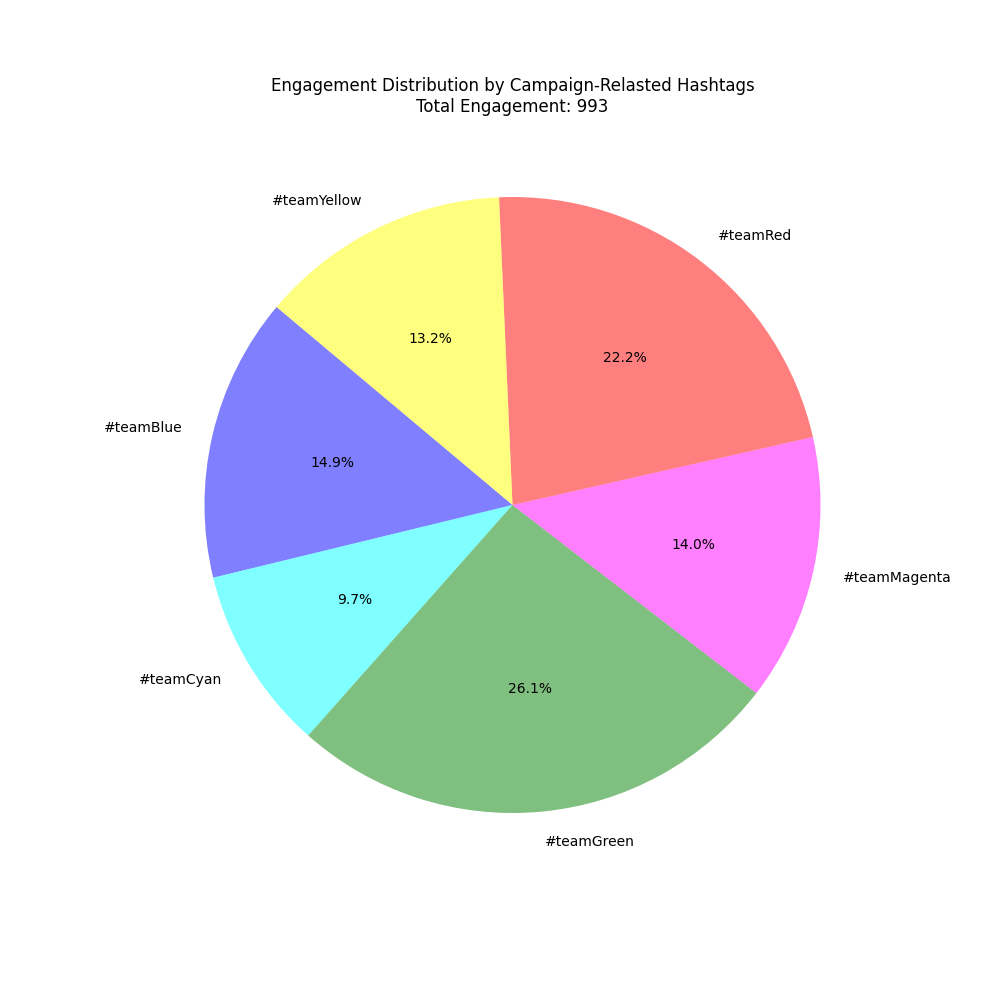 Engagement Distribution by Campaign-Relasted Hashtags
Total Engagement: 993
#teamYellow
#teamRed
13.2%
22.2%
#teamBlue
14.9%
14.0%
#teamMagenta
9.7%
#teamCyan
26.1%
#teamGreen